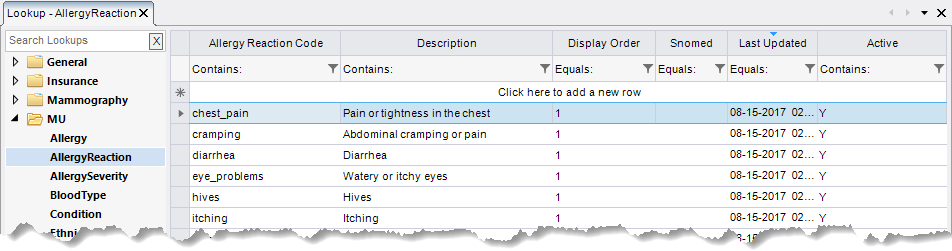 Lookup - AllergyReaction
Search Lookups X
General
Insurance
Mammography
MU
Allergy
AllergyReaction
AllergySeverity
BloodType
Condition
Allergy Reaction Code Description Display Order Snomed Last Updated Active
Contains: Contains: Equals: Equals: Equals: Contains:
Click here to add a new row
chest_pain Pain or tightness in the chest 1 08-15-2017 02... Y
cramping Abdominal cramping or pain 1 08-15-2017 02... Y
diarrhea Diarrhea 1 08-15-2017 02... Y
eye_problems Watery or itchy eyes 1 08-15-2017 02... Y
hives Hives 1 08-15-2017 02... Y
itching Itching 1 08-15-2017 02... Y